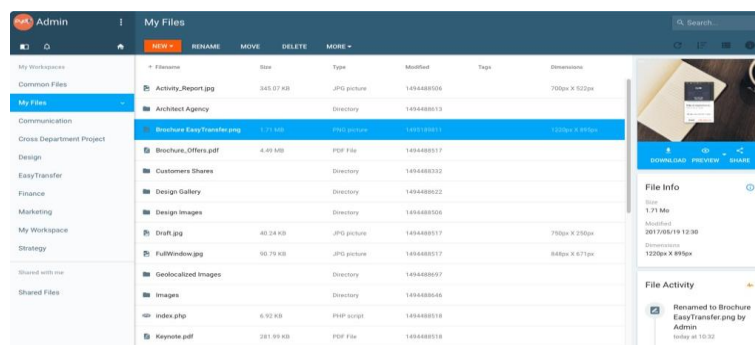 Admin
My Files
Search...
NEW RENAME MOVE DELETE MORE
My Workspaces
Common Files
My Files
Communication
Cross Department Project
Design
EasyTransfer
Finance
Marketing
My Workspace
Strategy
Shared with me
Shared Files
Filename Size Type Modified Tags Dimensions
Activity_Report.jpg 345.07 KB JPG picture 1494488506 700px X 522px
Architect Agency Directory 1494488613
Brochure EasyTransfer.png 1.71 MB PNG picture 1495189811 1220px X 895px
Brochure_Offers.pdf 4.49 MB PDF File 1494488517
Customers Shares Directory 1494488332
Design Gallery Directory 1494488622
Design Images Directory 1494488506
Draft.jpg 40.24 KB JPG picture 1494488517 790px X 250px
FullWindow.jpg 90.79 KB JPG picture 1494488517 848px X 671px
Geolocalized Images Directory 1494488697
Images Directory 1494488646
index.php 6.92 KB PHP script 1494488518
Keynote.pdf 281.99 KB PDF File 1494488518
DOWNLOAD PREVIEW SHARE
File Info
Size
1.71 Mo
Modified
2017/05/19 12:30
Dimensions
1220px X 895px
File Activity
Renamed to Brochure
EasyTransfer.png by
Admin
today at 10:32